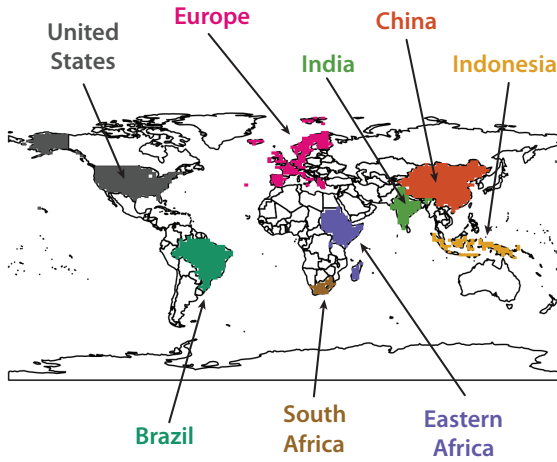 Europe
United
States
China
India
Indonesia
Brazil
South
Africa
Eastern
Africa